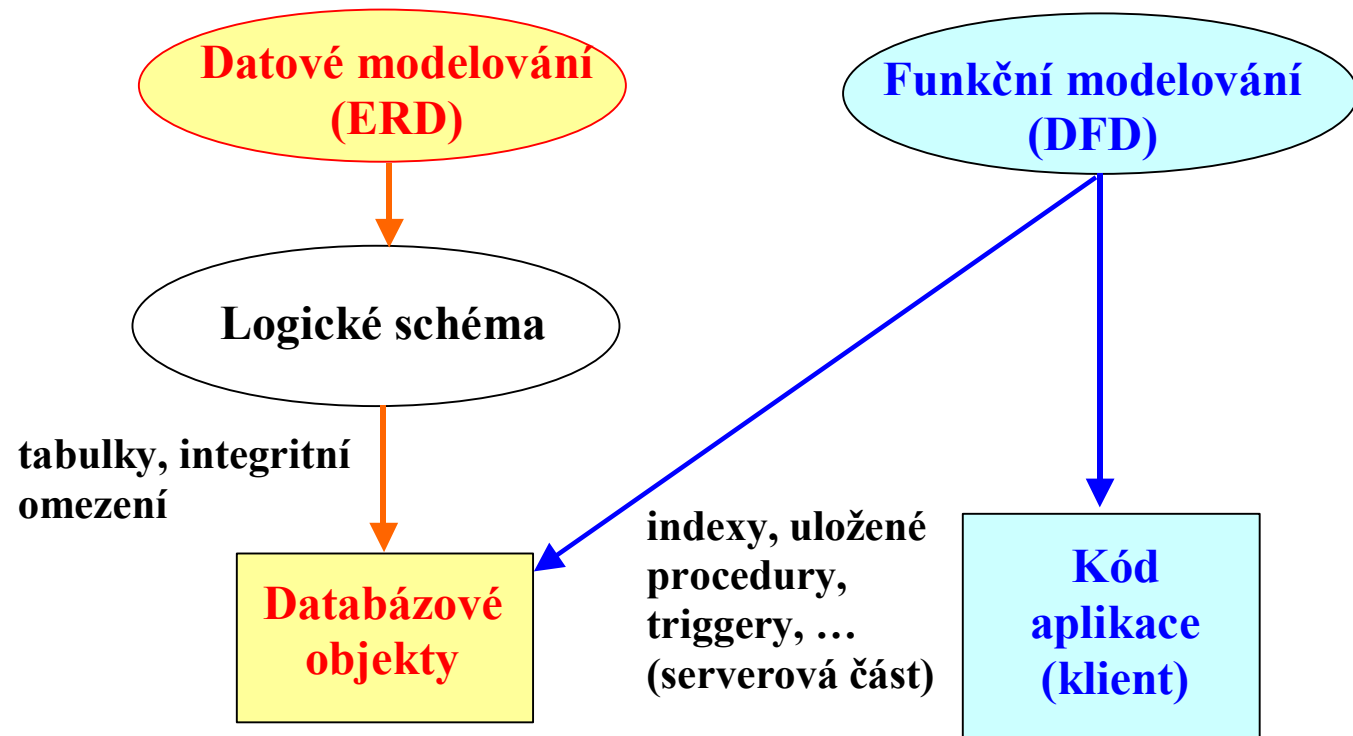 Datové modelování
(ERD)
Funkční modelování
(DFD)
Logické schéma
tabulky, integritní
omezení
indexy, uložené
procedury,
triggery, …
(serverová část)
Databázové
objekty
Kód
aplikace
(klient)